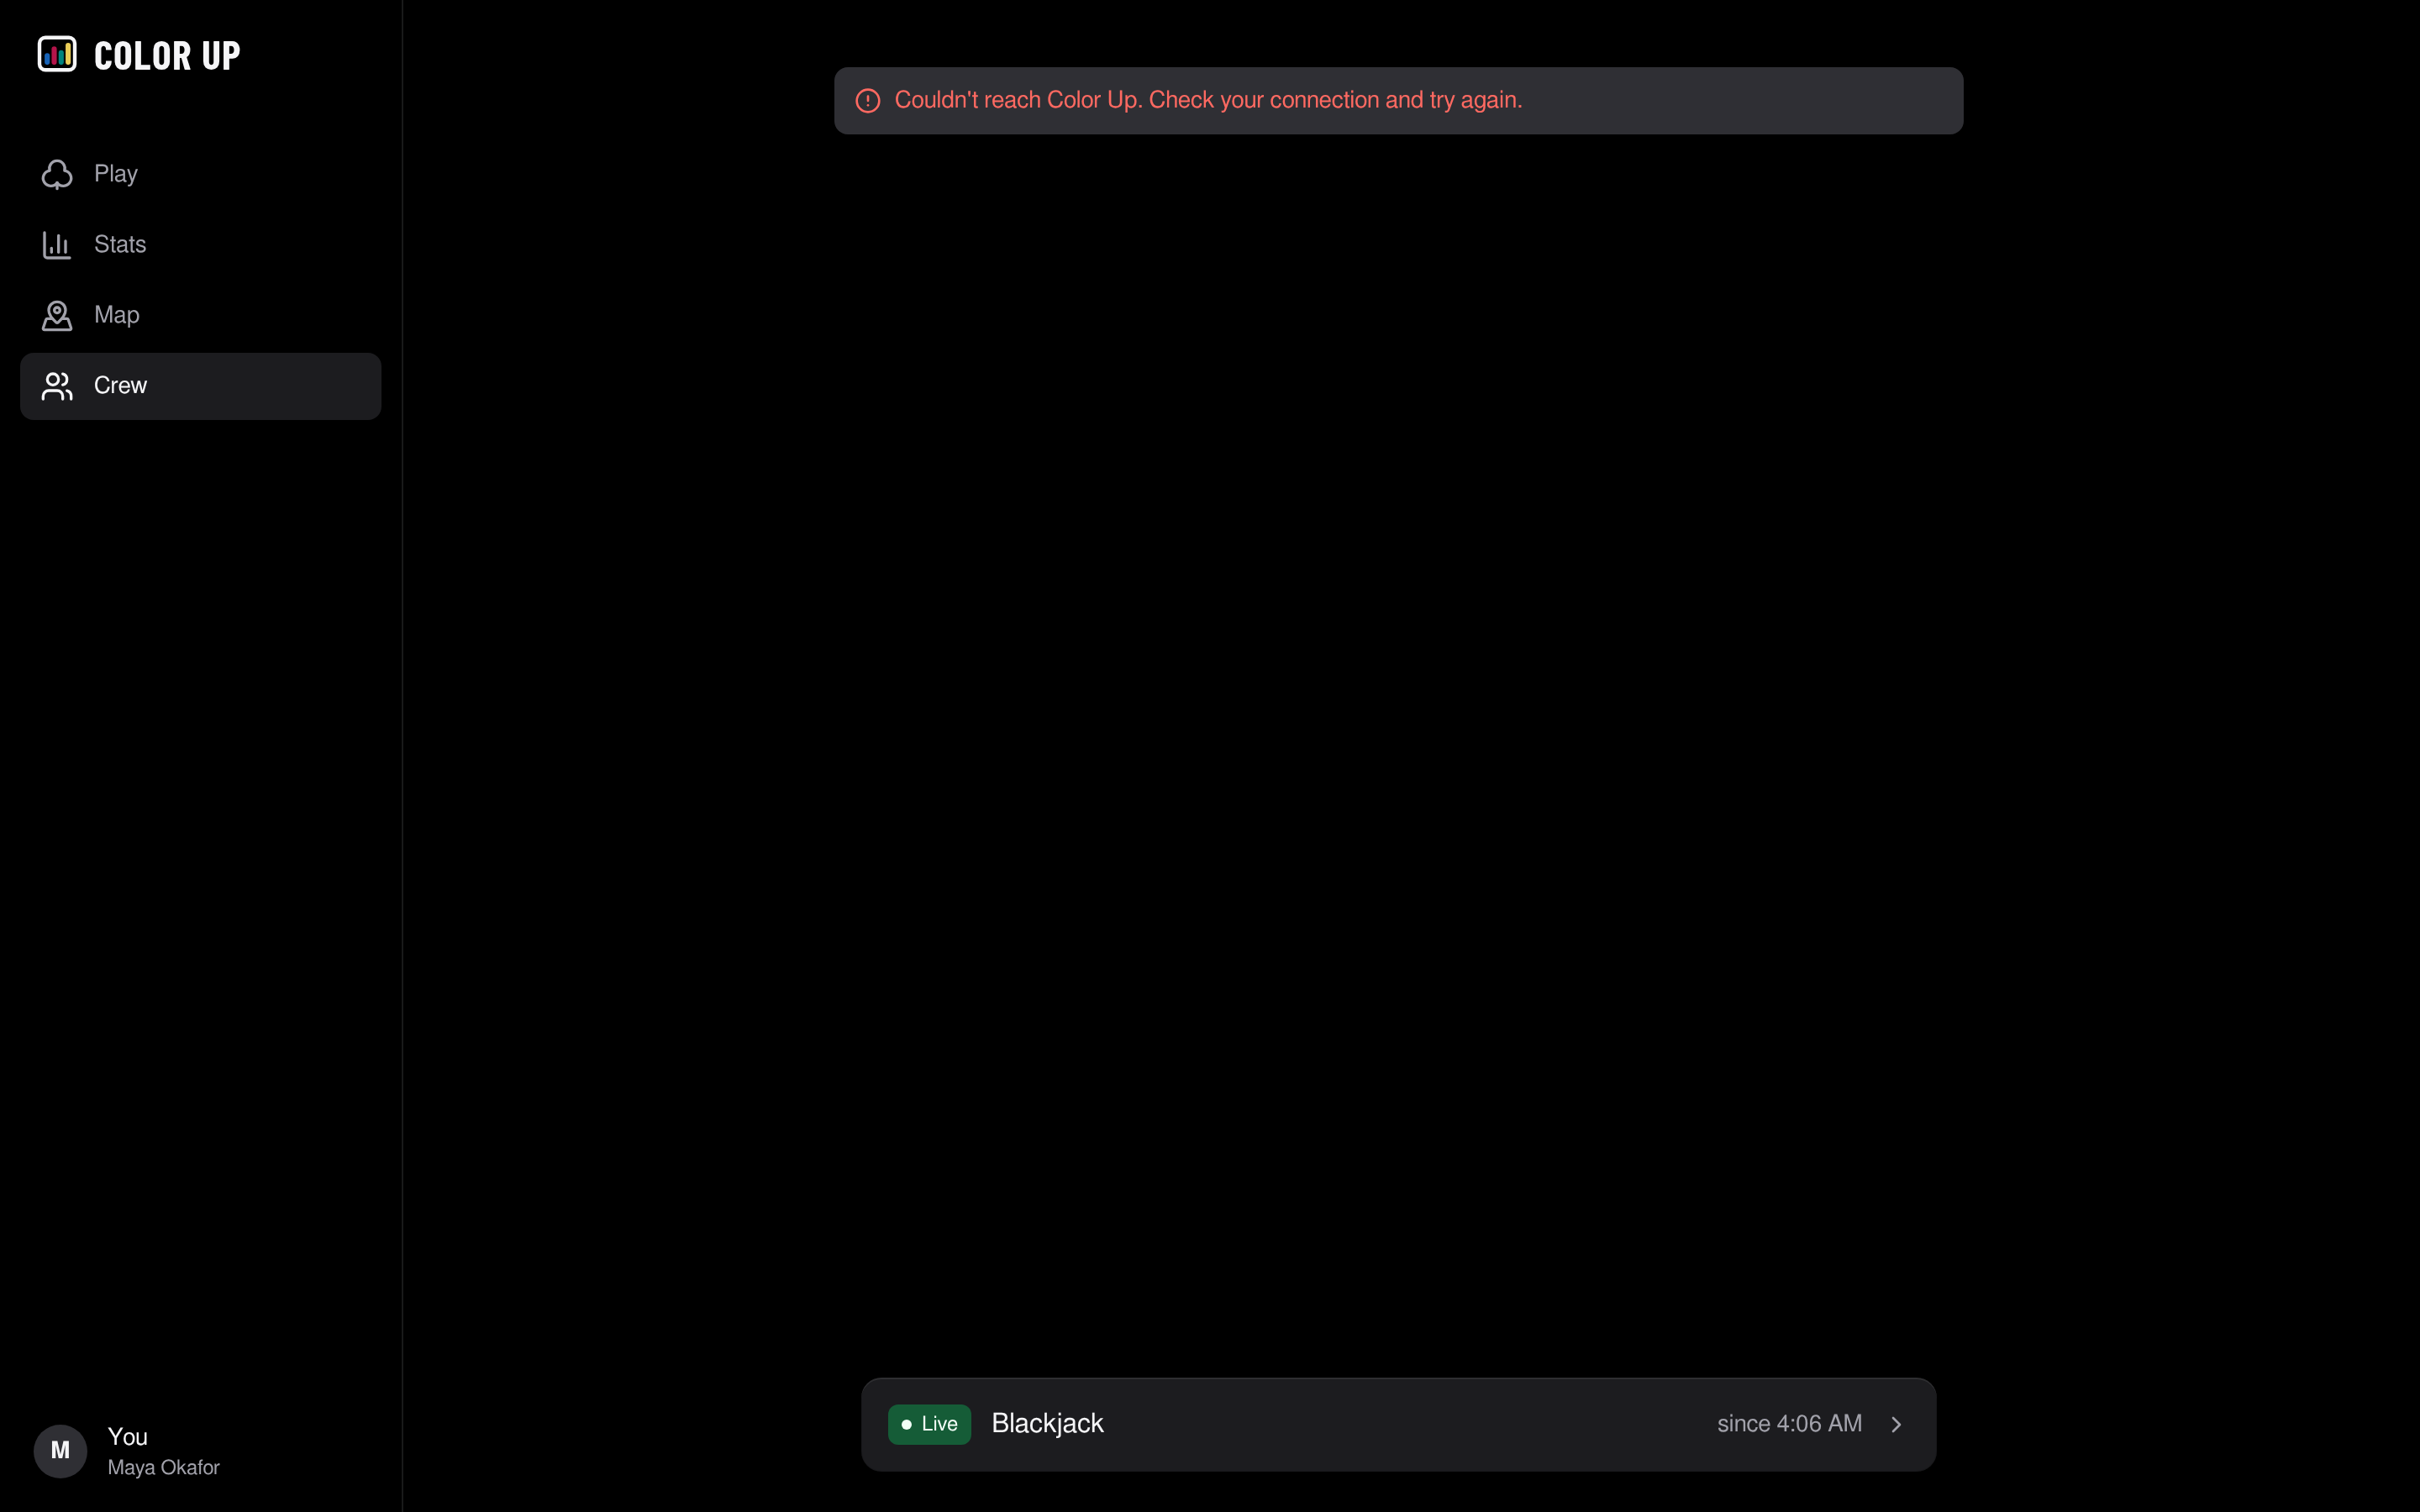 COLOR UP
Play
Stats
Map
Crew
Couldn't reach Color Up. Check your connection and try again.
Live
Blackjack
since 4:06 AM
M
You
Maya Okafor